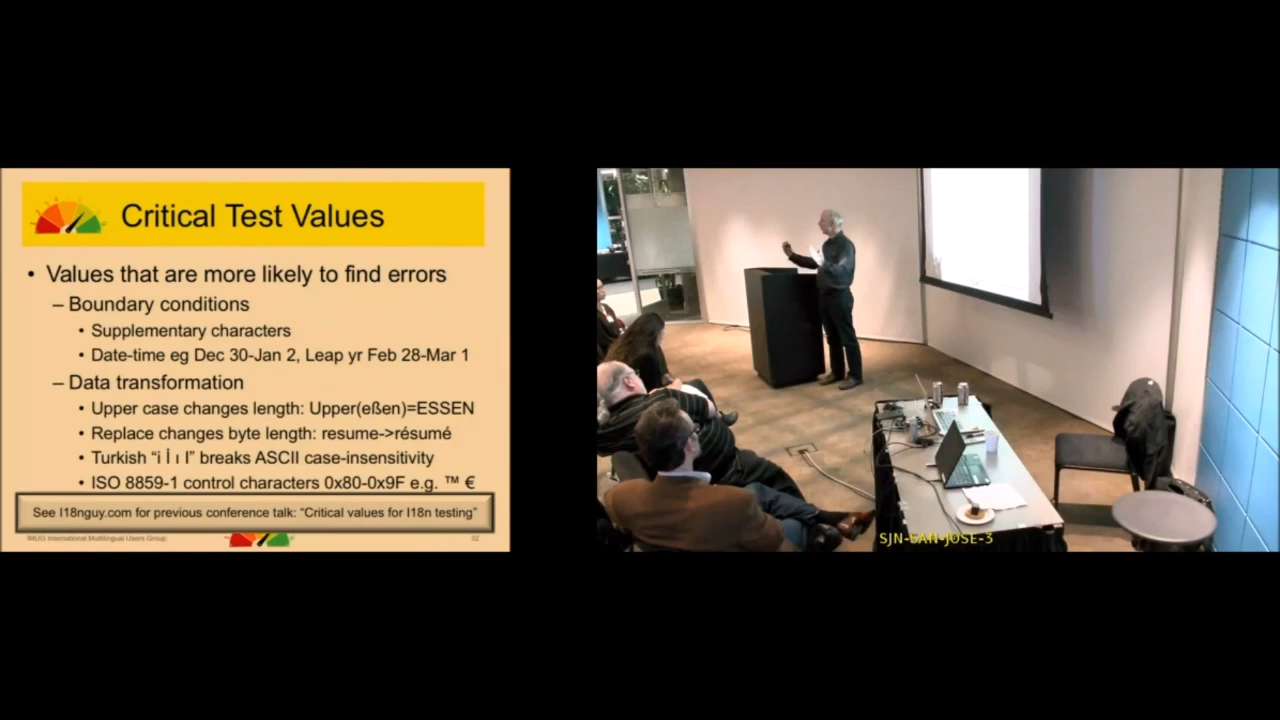 Critical Test Values
• Values that are more likely to find errors
– Boundary conditions
• Supplementary characters
• Date-time eg Dec 30-Jan 2, Leap yr Feb 28-Mar 1
– Data transformation
• Upper case changes length: Upper(eßen)=ESSEN
• Replace changes byte length: resume->résumé
• Turkish “i İ ı I” breaks ASCII case-insensitivity
• ISO 8859-1 control characters 0x80-0x9F e.g. ™ €
See I18nguy.com for previous conference talk: “Critical values for I18n testing”
IMUG International Multilingual Users Group
32
SJN-SAN-JOSE-3